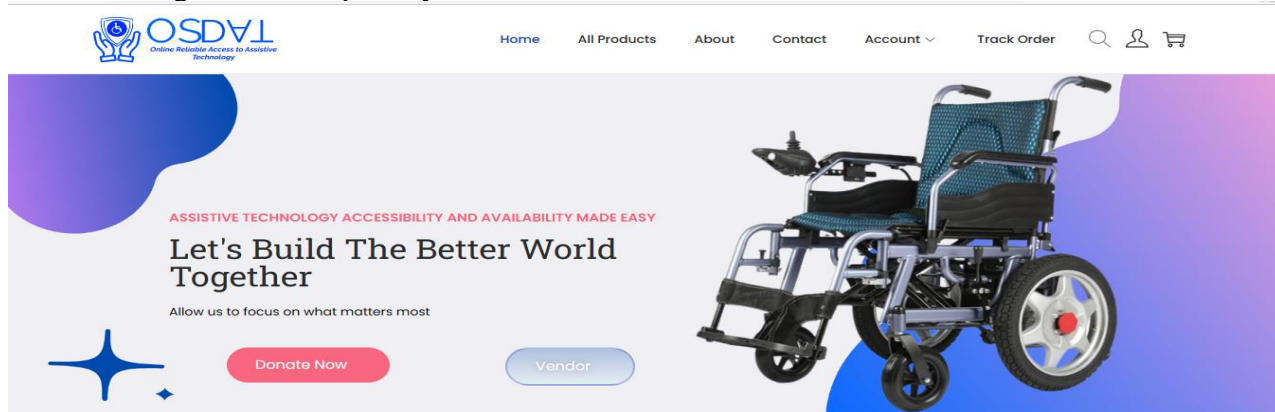 OSDAT
Online Reliable Access to Assistive
Technology
Home All Products About Contact Account Track Order
ASSISTIVE TECHNOLOGY ACCESSIBILITY AND AVAILABILITY MADE EASY
Let's Build The Better World
Together
Allow us to focus on what matters most
Donate Now Vendor